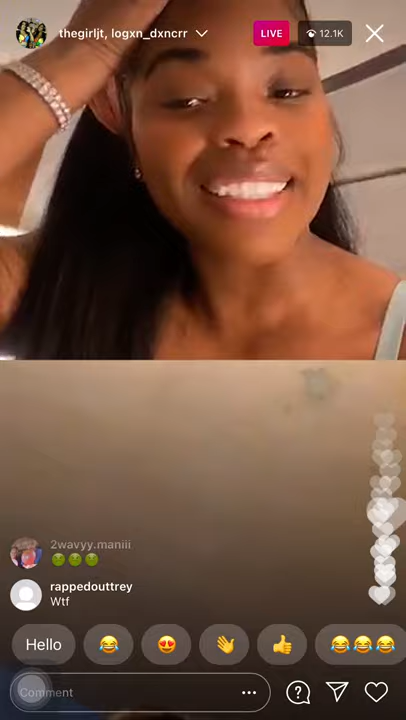 thegirljt, logxn_dxncrr
LIVE
12.1K
2wavyy.maniii
🤢🤢🤢
rappedouttrey
Wtf
Hello 😂 😍 👋 👍 😂😂😂
Comment